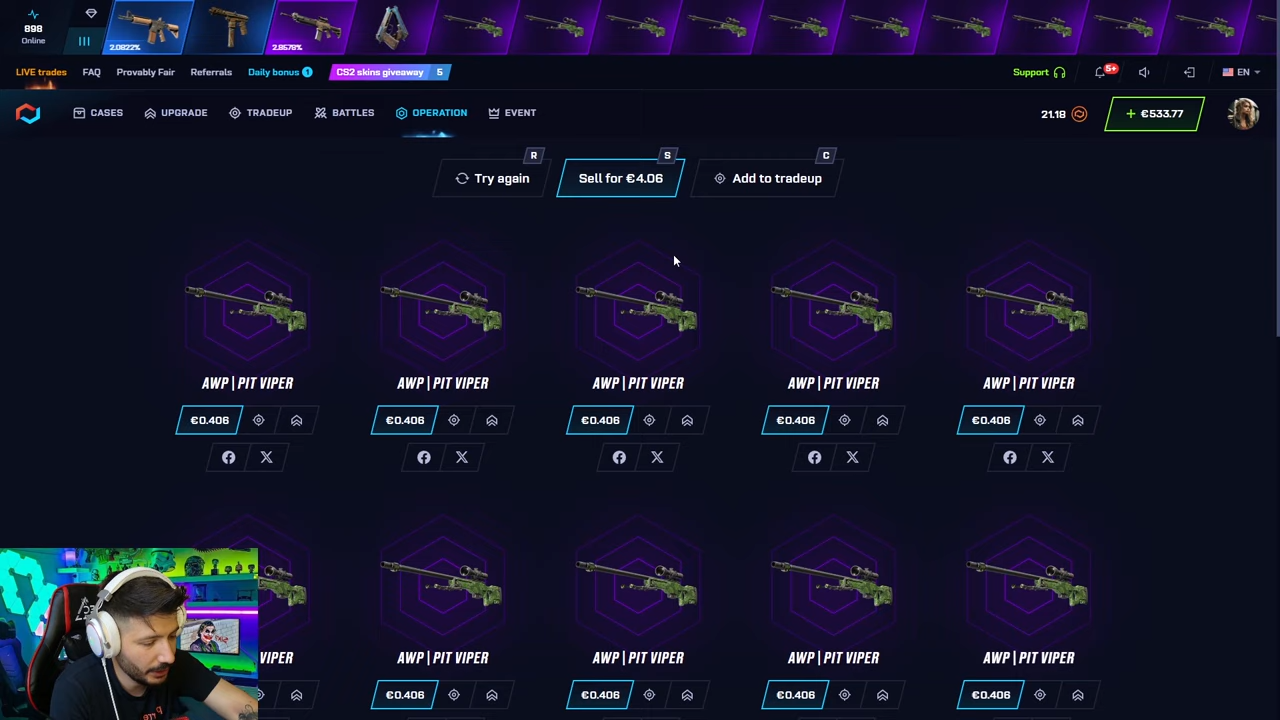 898
Online
2.0822%
2.8578%
LIVE trades
FAQ
Provably Fair
Referrals
Daily bonus 1
CS2 skins giveaway 5
Support
5+
EN
CASES
UPGRADE
TRADEUP
BATTLES
OPERATION
EVENT
21.18
+ €533.77
R
Try again
S
Sell for €4.06
C
Add to tradeup
AWP | PIT VIPER
AWP | PIT VIPER
AWP | PIT VIPER
AWP | PIT VIPER
AWP | PIT VIPER
€0.406
€0.406
€0.406
€0.406
€0.406
VIPER
AWP | PIT VIPER
AWP | PIT VIPER
AWP | PIT VIPER
AWP | PIT VIPER
€0.406
€0.406
€0.406
€0.406